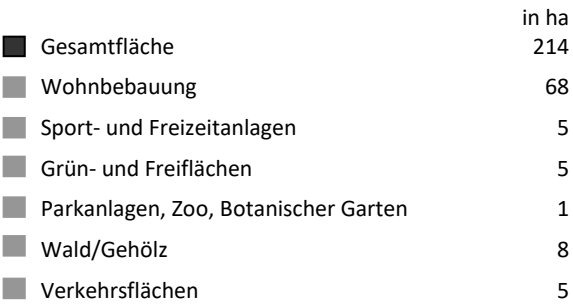 in ha
Gesamtfläche 214
Wohnbebauung 68
Sport- und Freizeitanlagen 5
Grün- und Freiflächen 5
Parkanlagen, Zoo, Botanischer Garten 1
Wald/Gehölz 8
Verkehrsflächen 5